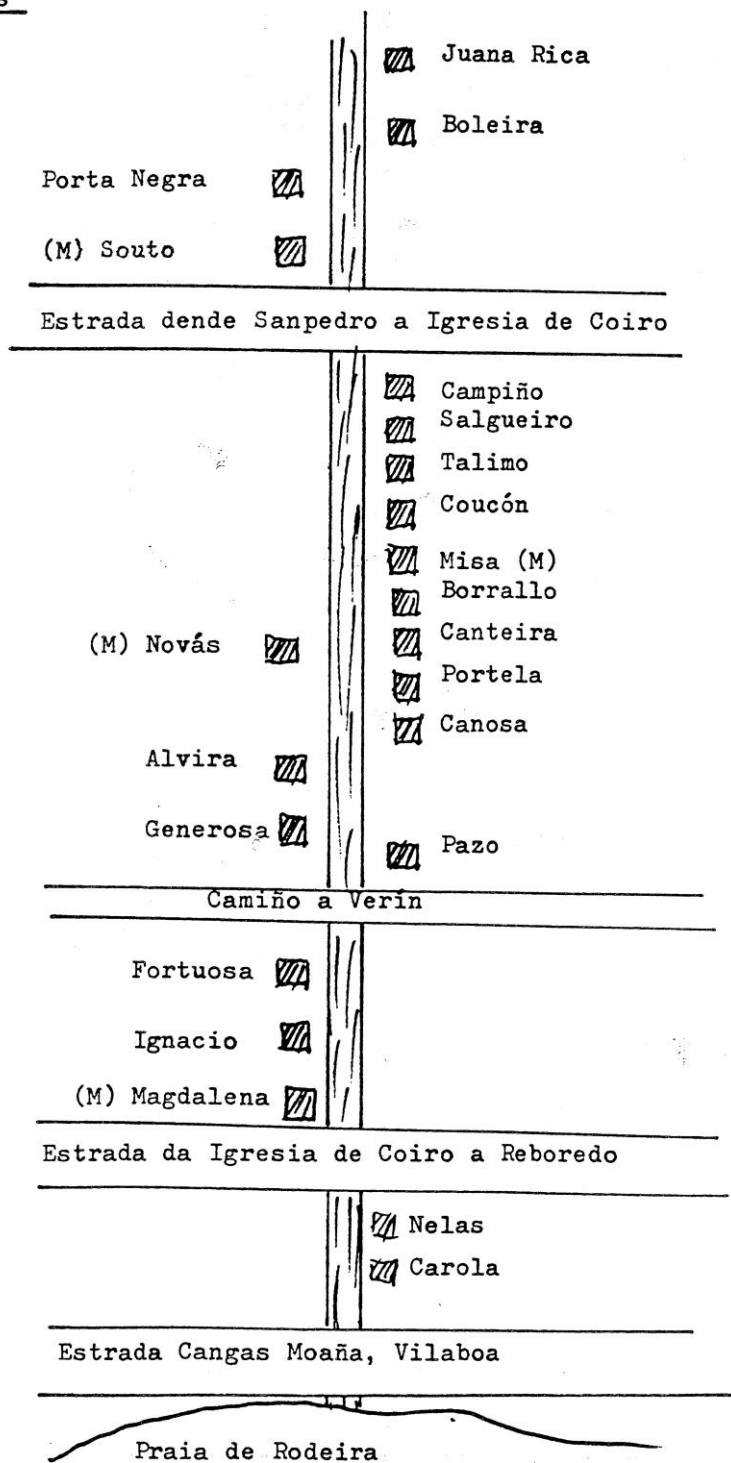 Juana Rica
Boleira
Porta Negra
(M) Souto
Estrada dende Sanpedro a Igresia de Coiro
Campiño
Salgueiro
Talimo
Coucón
Misa (M)
Borrallo
(M) Novás
Canteira
Portela
Canosa
Alvira
Generosa
Pazo
Camiño a Verín
Fortuosa
Ignacio
(M) Magdalena
Estrada da Igresia de Coiro a Reboredo
Nelas
Carola
Estrada Cangas Moaña, Vilaboa
Praia de Rodeira